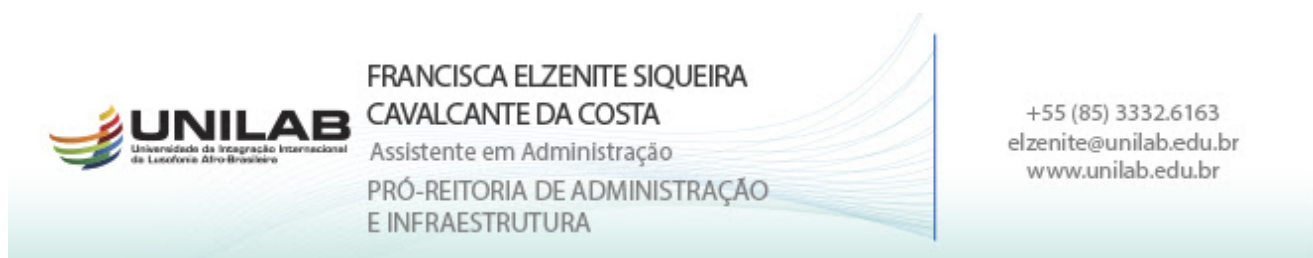 UNILAB
Universidade da Integração Internacional
da Lusofonia Afro-Brasileira
FRANCISCA ELZENITE SIQUEIRA
CAVALCANTE DA COSTA
Assistente em Administração
PRÓ-REITORIA DE ADMINISTRAÇÃO
E INFRAESTRUTURA
+55 (85) 3332.6163
elzenite@unilab.edu.br
www.unilab.edu.br